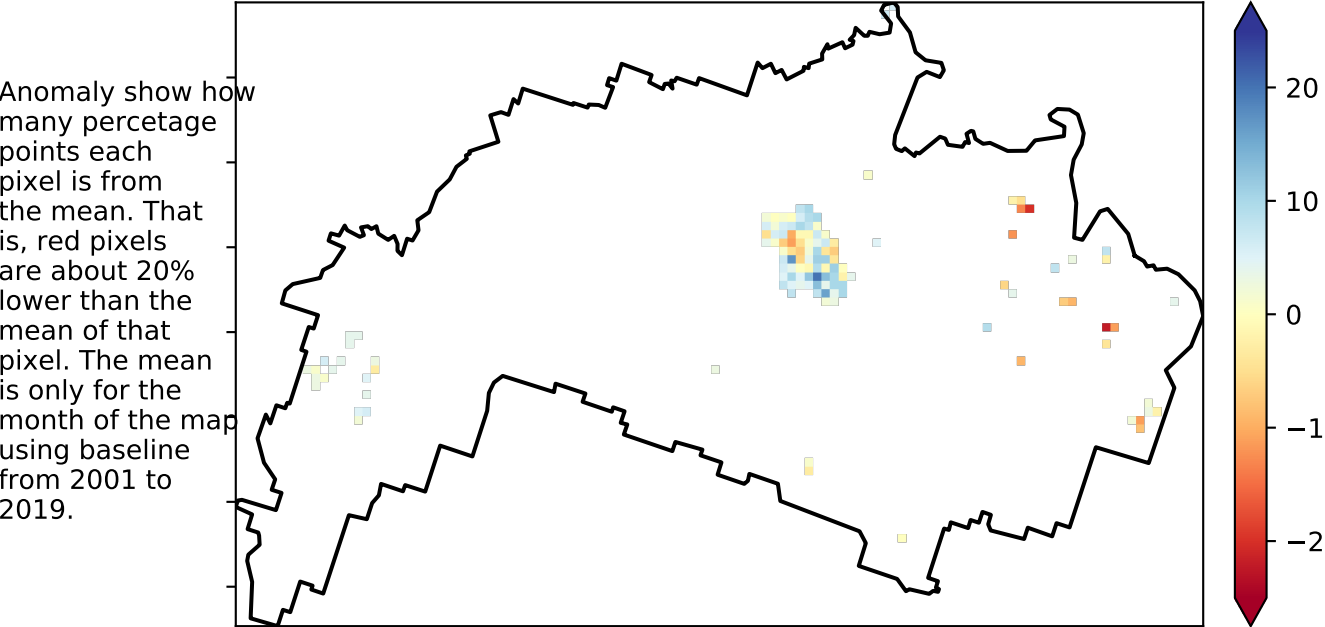 Anomaly show how
many percetage
points each
pixel is from
the mean. That
is, red pixels
are about 20%
lower than the
mean of that
pixel. The mean
is only for the
month of the map
using baseline
from 2001 to
2019.
20
10
0
−1
−2